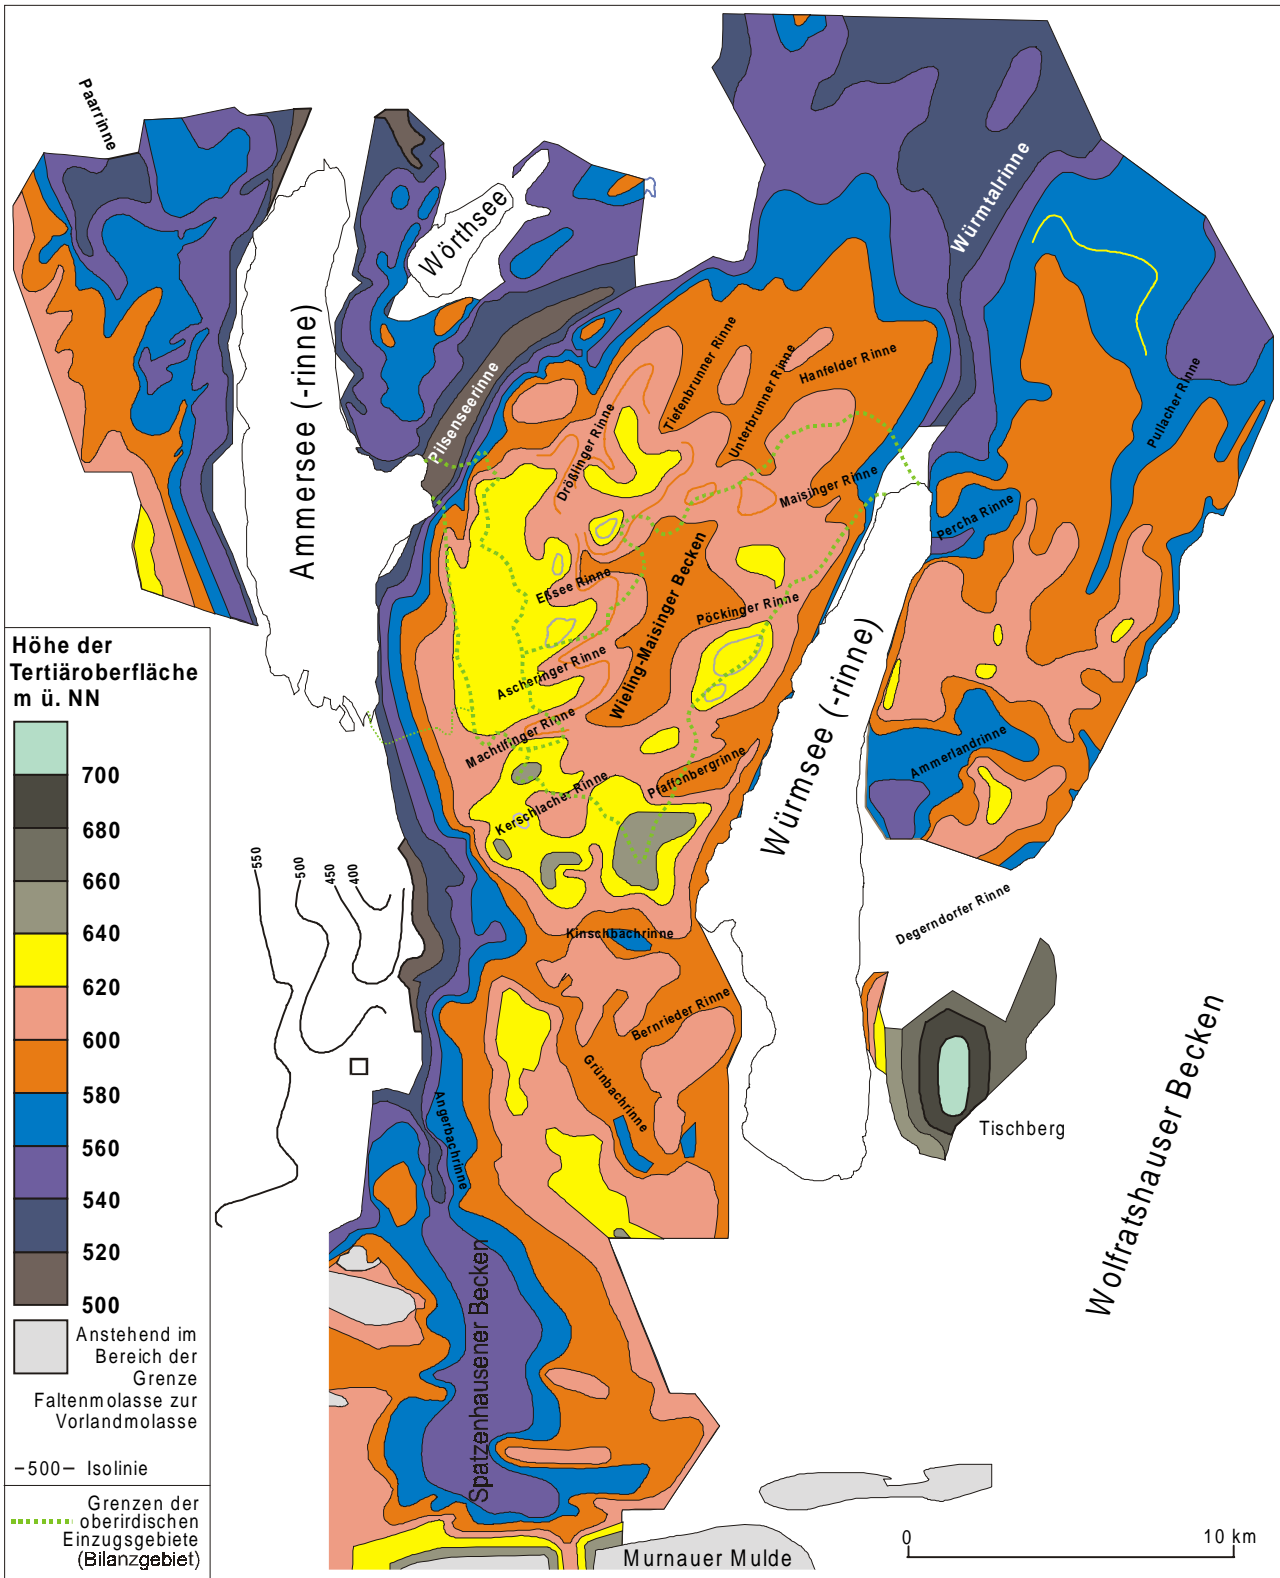 Paarrinne
Wörthsee
Würmtalrinne
Ammersee (-rinne)
Pilsenseerinne
Tiefenbrunner Rinne
Unterbrunner Rinne
Hanfelder Rinne
Pullacher Rinne
Drößlinger Rinne
Maisinger Rinne
Percha Rinne
Eßsee Rinne
Wieling-Maisinger Becken
Pöckinger Rinne
Ascheringer Rinne
Machtlfinger Rinne
Würmsee (-rinne)
Ammerlandrinne
Pfaffenbergrinne
Kerschlacher Rinne
Höhe der
Tertiäroberfläche
m ü. NN
700
680
660
640
620
600
580
560
540
520
500
Anstehend im
Bereich der
Grenze
Faltenmolasse zur
Vorlandmolasse
–500– Isolinie
Grenzen der
oberirdischen
Einzugsgebiete
(Bilanzgebiet)
550
500
450
400
Kinschbachrinne
Degerndorfer Rinne
Bernrieder Rinne
Grünbachrinne
Angerbachrinne
Tischberg
Wolfratshauser Becken
Spatzenhausener Becken
Murnauer Mulde
0 10 km